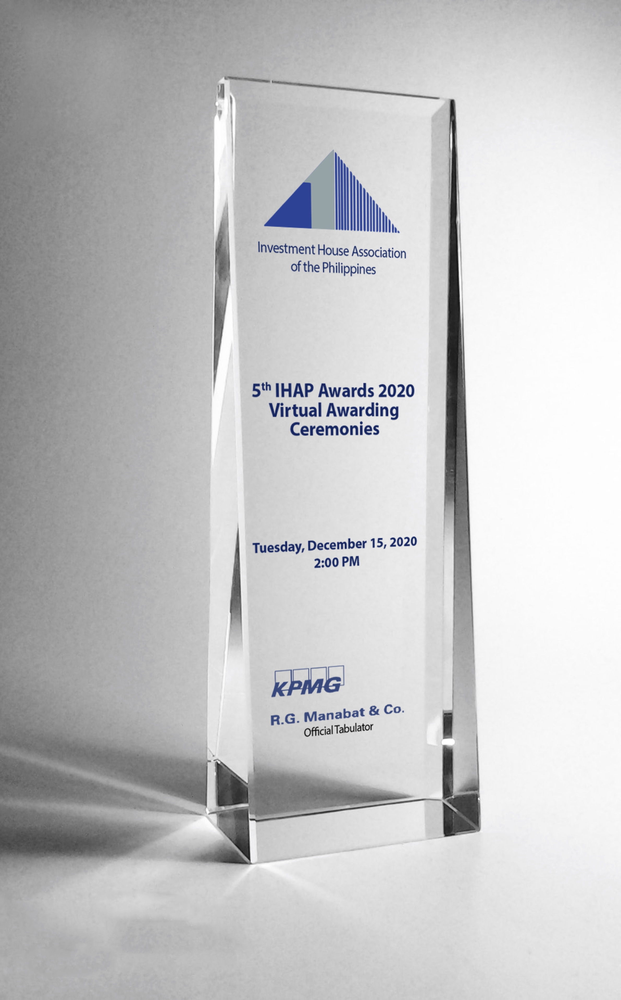 Investment House Association
of the Philippines
5th IHAP Awards 2020
Virtual Awarding
Ceremonies
Tuesday, December 15, 2020
2:00 PM
KPMG
R.G. Manabat & Co.
Official Tabulator